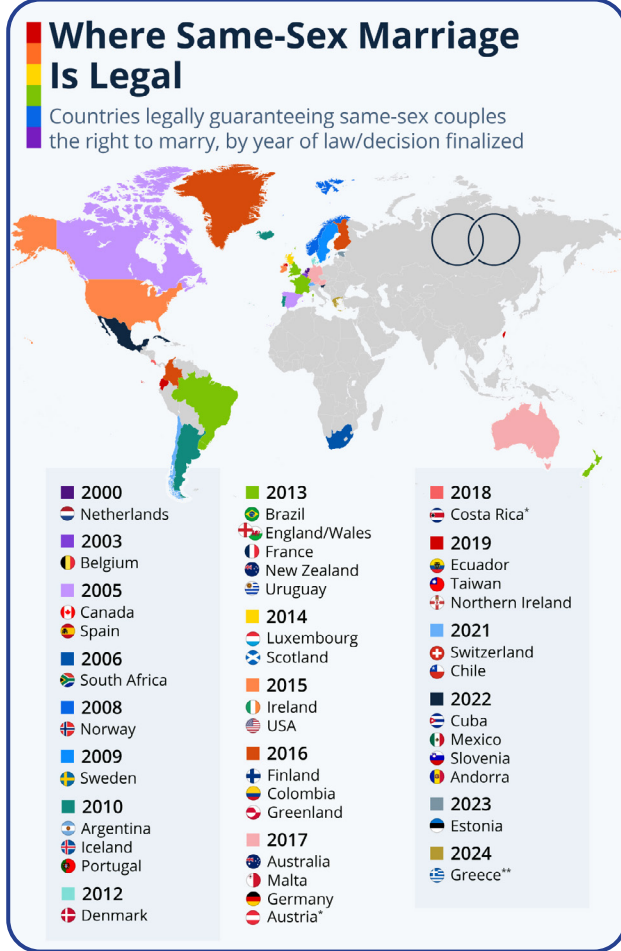 Where Same-Sex Marriage
Is Legal
Countries legally guaranteeing same-sex couples
the right to marry, by year of law/decision finalized
2000
Netherlands
2003
Belgium
2005
Canada
Spain
2006
South Africa
2008
Norway
2009
Sweden
2010
Argentina
Iceland
Portugal
2012
Denmark
2013
Brazil
England/Wales
France
New Zealand
Uruguay
2014
Luxembourg
Scotland
2015
Ireland
USA
2016
Finland
Colombia
Greenland
2017
Australia
Malta
Germany
Austria*
2018
Costa Rica*
2019
Ecuador
Taiwan
Northern Ireland
2021
Switzerland
Chile
2022
Cuba
Mexico
Slovenia
Andorra
2023
Estonia
2024
Greece**